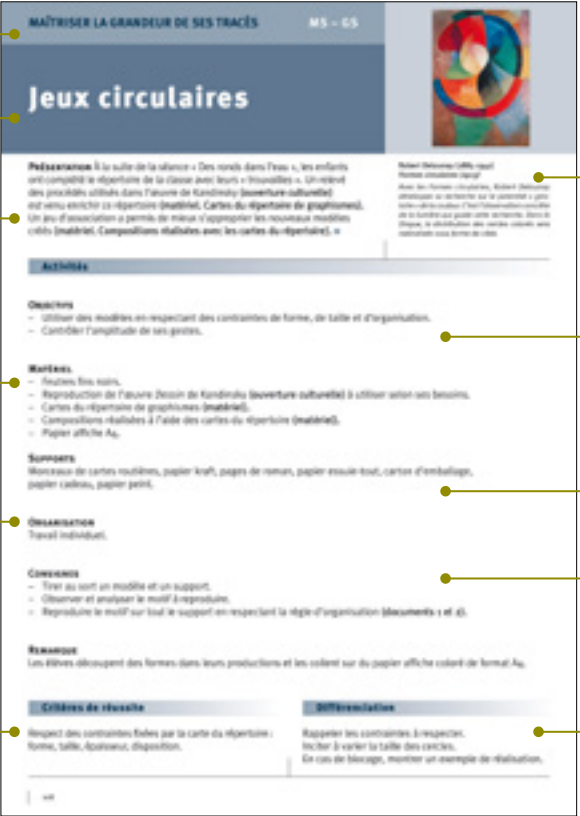 MAÎTRISER LA GRANDEUR DE SES TRACÉS MS – GS
Jeux circulaires
PRÉSENTATION À la suite de la séance « Des ronds dans l'eau », les enfants
ont complété le répertoire de la classe avec leurs « trouvailles ». Un relevé
des procédés utilisés dans l'œuvre de Kandinsky (ouverture culturelle)
est venu enrichir ce répertoire (matériel. Cartes du répertoire de graphismes).
Un jeu d'association a permis de mieux s'approprier les nouveaux modèles
créés (matériel. Compositions réalisées avec les cartes du répertoire).
Robert Delaunay
Avec les formes circulaires, Robert Delaunay
Activités
OBJECTIFS
– Utiliser des modèles en respectant des contraintes de forme, de taille et d'organisation.
– Contrôler l'amplitude de ses gestes.
MATÉRIEL
– Feutres fins noirs.
– Reproduction de l'œuvre Dessin de Kandinsky (ouverture culturelle) à utiliser selon ses besoins.
– Cartes du répertoire de graphismes (matériel).
– Compositions réalisées à l'aide des cartes du répertoire (matériel).
– Papier affiche A4.
SUPPORTS
Morceaux de cartes routières, papier kraft, pages de roman, papier essuie-tout, carton d'emballage,
papier cadeau, papier peint.
ORGANISATION
Travail individuel.
CONSIGNES
– Tirer au sort un modèle et un support.
– Observer et analyser le motif à reproduire.
– Reproduire le motif sur tout le support en respectant la règle d'organisation (documents 1 et 2).
REMARQUE
Les élèves découpent des formes dans leurs productions et les collent sur du papier affiche coloré de format A4.
Critères de réussite
Respect des contraintes fixées par la carte du répertoire :
forme, taille, épaisseur, disposition.
Différenciation
Rappeler les contraintes à respecter.
Inciter à varier la taille des cercles.
En cas de blocage, montrer un exemple de réalisation.